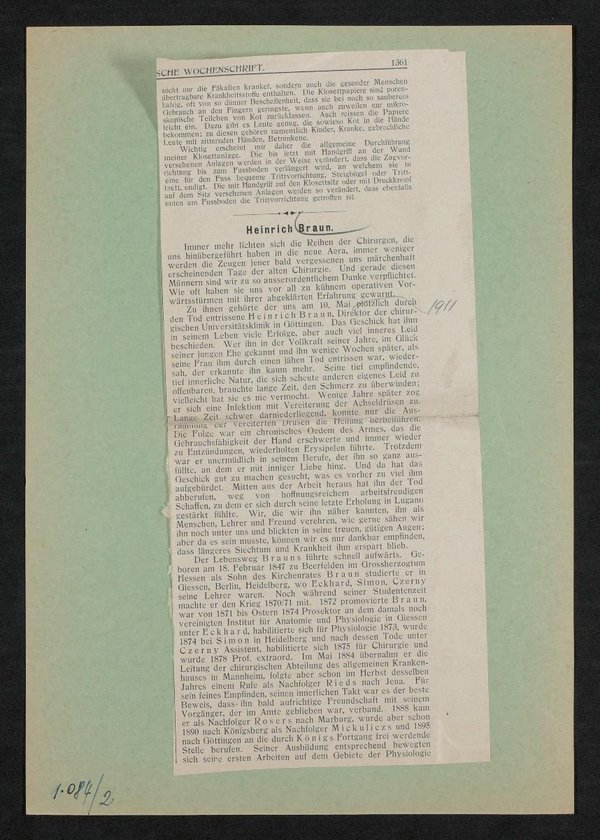 SCHE WOCHENSCHRIFT. 1361
nicht nur die Fäkalien kranker, sondern auch die gesunder Menschen
übertragbare Krankheitsstoffe enthalten. Die Klosettpapiere sind poren-
haltig, oft von so dünner Beschaffenheit, dass sie bei noch so sauberem
Gebrauch an den Fingern geringste, wenn auch zuweilen nur mikro-
skopische Teilchen von Kot zurücklassen. Auch reissen die Papiere
leicht ein. Dazu gibt es Leute genug, die sowieso Kot in die Hände
bekommen; zu diesen gehören namentlich Kinder, Kranke, gebrechliche
Leute mit zitternden Händen, Betrunkene.
Wichtig erscheint mir daher die allgemeine Durchführung
meiner Klosettanlage. Die bis jetzt mit Handgriff an der Wand
versehenen Anlagen werden in der Weise verändert, dass die Zugvor-
richtung bis zum Fussboden verlängert wird, an welchem sie in
eine für den Fuss bequeme Trittvorrichtung, Steigbügel oder Tritt-
brett, endigt. Die mit Handgriff auf den Klosettsitz oder mit Druckknopf
auf dem Sitz versehenen Anlagen werden so verändert, dass ebenfalls
unten am Fussboden die Trittvorrichtung getroffen ist.
Heinrich Braun.
Immer mehr lichten sich die Reihen der Chirurgen, die
uns hinübergeführt haben in die neue Aera, immer weniger
werden die Zeugen jener bald vergessenen uns märchenhaft
erscheinenden Tage der alten Chirurgie. Und gerade diesen
Männern sind wir zu so ausserordentlichem Danke verpflichtet.
Wie oft haben sie uns vor all zu kühnem operativen Vor-
wärtsstürmen mit ihrer abgeklärten Erfahrung gewarnt.
Zu ihnen gehörte der uns am 10. Mai plötzlich durch
1911
den Tod entrissene Heinrich Braun, Direktor der chirur-
gischen Universitätsklinik in Göttingen. Das Geschick hat ihm
in seinem Leben viele Erfolge, aber auch viel inneres Leid
beschieden. Wer ihn in der Vollkraft seiner Jahre, im Glück
seiner jungen Ehe gekannt und ihn wenige Wochen später, als
seine Frau ihm durch einen jähen Tod entrissen war, wieder-
sah, der erkannte ihn kaum mehr. Seine tief empfindende,
tief innerliche Natur, die sich scheute anderen eigenes Leid zu
offenbaren, brauchte lange Zeit, den Schmerz zu überwinden;
vielleicht hat sie es nie vermocht. Wenige Jahre später zog
er sich eine Infektion mit Vereiterung der Achseldrüsen zu.
Lange Zeit schwer darniederliegend, konnte nur die Aus-
räumung der vereiterten Drüsen die Heilung herbeiführen.
Die Folge war ein chronisches Oedem des Armes, das die
Gebrauchsfähigkeit der Hand erschwerte und immer wieder
zu Entzündungen, wiederholten Erysipelen führte. Trotzdem
war er unermüdlich in seinem Berufe, der ihn so ganz aus-
füllte, an dem er mit inniger Liebe hing. Und da hat das
Geschick gut zu machen gesucht, was es vorher zu viel ihm
aufgebürdet. Mitten aus der Arbeit heraus hat ihn der Tod
abberufen, weg von hoffnungsreichem arbeitsfreudigen
Schaffen, zu dem er sich durch seine letzte Erholung in Lugano
gestärkt fühlte. Wir, die wir ihn näher kannten, ihn als
Menschen, Lehrer und Freund verehren, wie gerne sähen wir
ihn noch unter uns und blickten in seine treuen, gütigen Augen;
aber da es sein musste, können wir es nur dankbar empfinden,
dass längeres Siechtum und Krankheit ihm erspart blieb.
Der Lebensweg Brauns führte schnell aufwärts. Ge-
boren am 18. Februar 1847 zu Beerfelden im Grossherzogtum
Hessen als Sohn des Kirchenrates Braun studierte er in
Giessen, Berlin, Heidelberg, wo Eckhard, Simon, Czerny
seine Lehrer waren. Noch während seiner Studentenzeit
machte er den Krieg 1870/71 mit. 1872 promovierte Braun,
war von 1871 bis Ostern 1874 Prosektor an dem damals noch
vereinigten Institut für Anatomie und Physiologie in Giessen
unter Eckhard, habilitierte sich für Physiologie 1873, wurde
1874 bei Simon in Heidelberg und nach dessen Tode unter
Czerny Assistent, habilitierte sich 1875 für Chirurgie und
wurde 1878 Prof. extraord. Im Mai 1884 übernahm er die
Leitung der chirurgischen Abteilung des allgemeinen Kranken-
hauses in Mannheim, folgte aber schon im Herbst desselben
Jahres einem Rufe als Nachfolger Rieds nach Jena. Für
sein feines Empfinden, seinen innerlichen Takt war es der beste
Beweis, dass ihn bald aufrichtige Freundschaft mit seinem
Vorgänger, der im Amte geblieben war, verband. 1888 kam
er als Nachfolger Rosers nach Marburg, wurde aber schon
1890 nach Königsberg als Nachfolger Mickuliczs und 1895
nach Göttingen an die durch Königs Fortgang frei werdende
Stelle berufen. Seiner Ausbildung entsprechend bewegten
sich seine ersten Arbeiten auf dem Gebiete der Physiologie
1.084/2